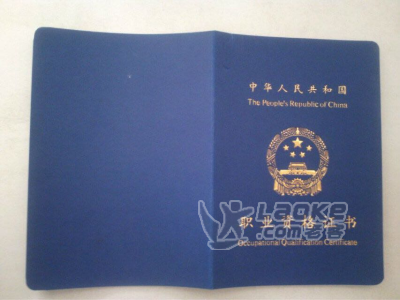 中华人民共和国
The People's Republic of China
职业资格证书
Occupational Qualification Certificate
Laoke.com